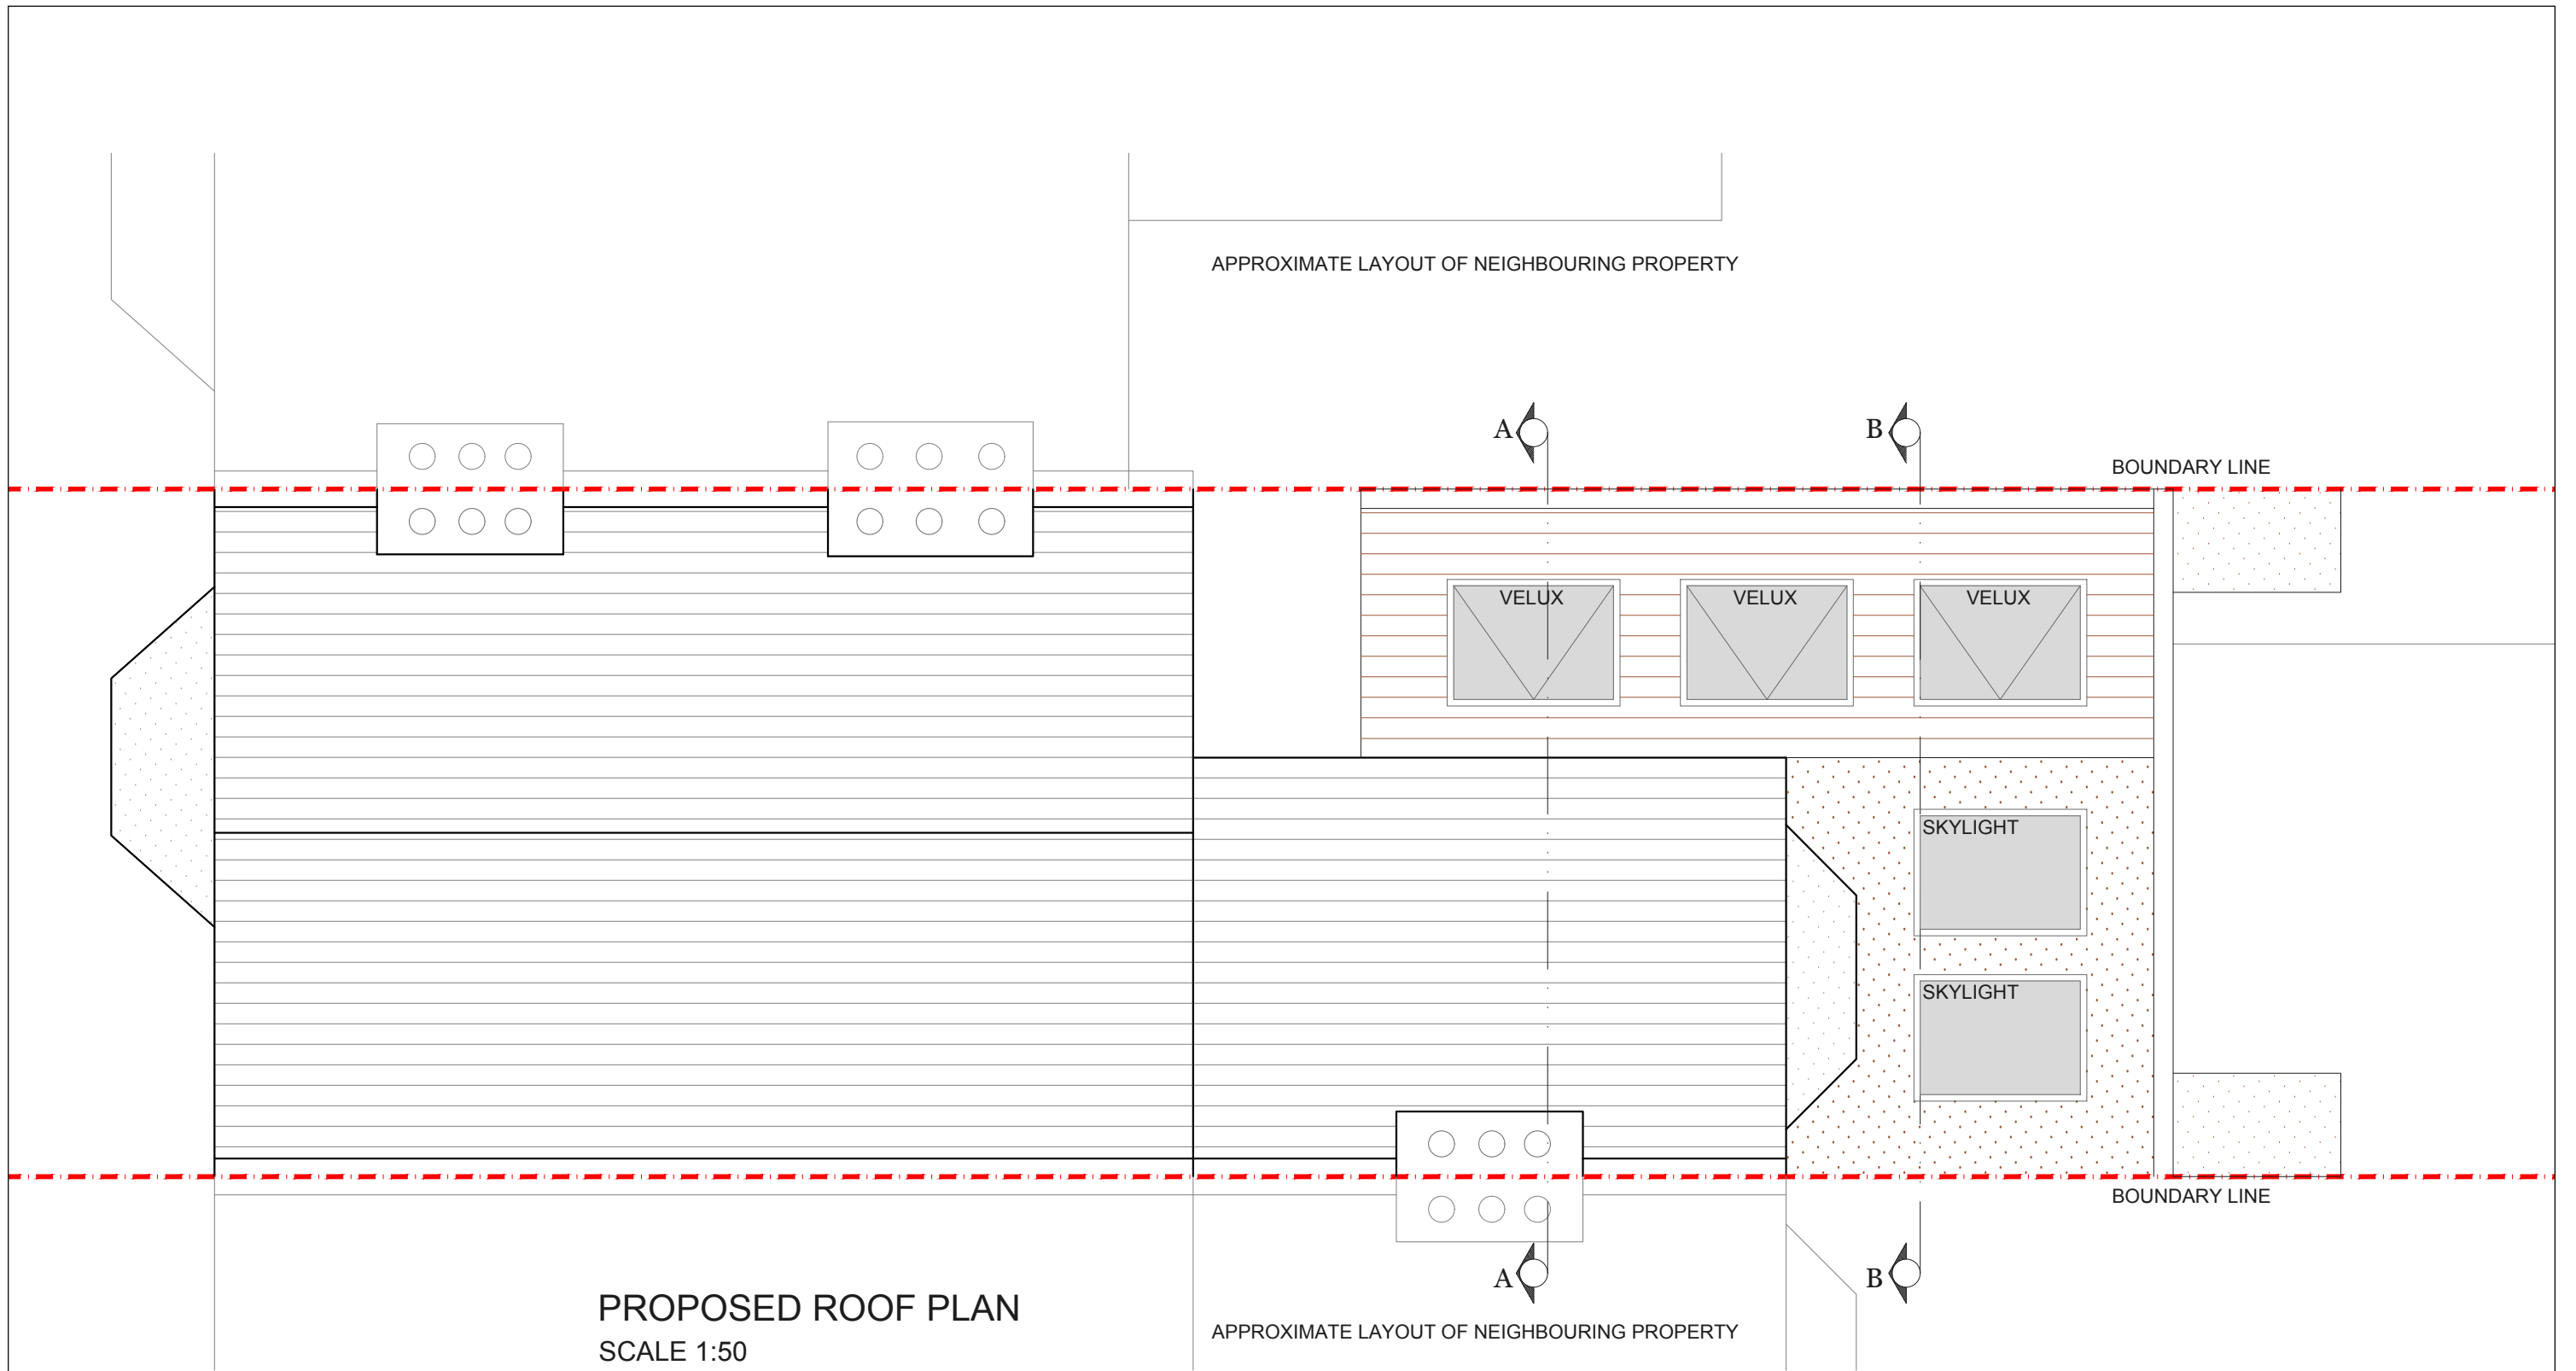 APPROXIMATE LAYOUT OF NEIGHBOURING PROPERTY
A
B
BOUNDARY LINE
VELUX
VELUX
VELUX
SKYLIGHT
SKYLIGHT
BOUNDARY LINE
A
B
PROPOSED ROOF PLAN
SCALE 1:50
APPROXIMATE LAYOUT OF NEIGHBOURING PROPERTY